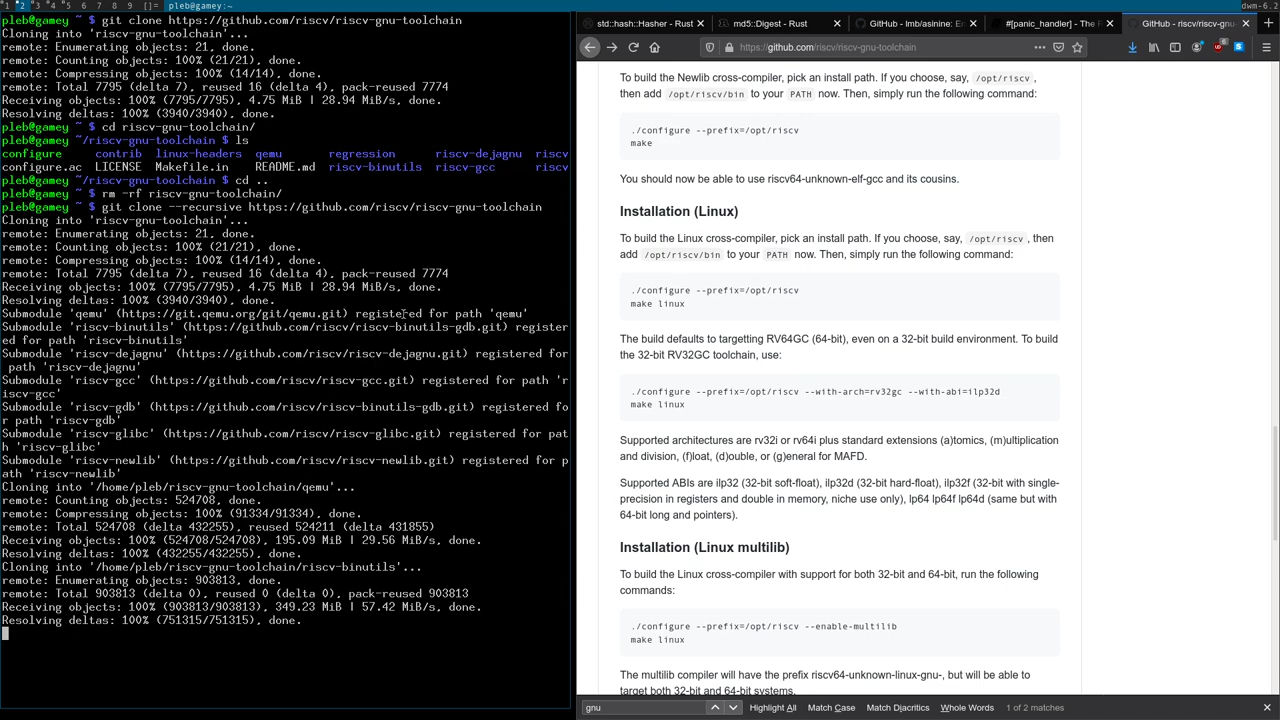 1 2 3 4 5 6 7 8 9 []= pleb@gamey:~ dwm-6.2
pleb@gamey ~ $ git clone https://github.com/riscv/riscv-gnu-toolchain
Cloning into 'riscv-gnu-toolchain'...
remote: Enumerating objects: 21, done.
remote: Counting objects: 100% (21/21), done.
remote: Compressing objects: 100% (14/14), done.
remote: Total 7795 (delta 7), reused 16 (delta 4), pack-reused 7774
Receiving objects: 100% (7795/7795), 4.75 MiB | 28.94 MiB/s, done.
Resolving deltas: 100% (3940/3940), done.
pleb@gamey ~ $ cd riscv-gnu-toolchain/
pleb@gamey ~/riscv-gnu-toolchain $ ls
configure contrib linux-headers qemu regression riscv-dejagnu riscv
configure.ac LICENSE Makefile.in README.md riscv-binutils riscv-gcc riscv
pleb@gamey ~/riscv-gnu-toolchain $ cd ..
pleb@gamey ~ $ rm -rf riscv-gnu-toolchain/
pleb@gamey ~ $ git clone --recursive https://github.com/riscv/riscv-gnu-toolchain
Cloning into 'riscv-gnu-toolchain'...
remote: Enumerating objects: 21, done.
remote: Counting objects: 100% (21/21), done.
remote: Compressing objects: 100% (14/14), done.
remote: Total 7795 (delta 7), reused 16 (delta 4), pack-reused 7774
Receiving objects: 100% (7795/7795), 4.75 MiB | 28.94 MiB/s, done.
Resolving deltas: 100% (3940/3940), done.
Submodule 'qemu' (https://git.qemu.org/git/qemu.git) registered for path 'qemu'
Submodule 'riscv-binutils' (https://github.com/riscv/riscv-binutils-gdb.git) register
ed for path 'riscv-binutils'
Submodule 'riscv-dejagnu' (https://github.com/riscv/riscv-dejagnu.git) registered for
path 'riscv-dejagnu'
Submodule 'riscv-gcc' (https://github.com/riscv/riscv-gcc.git) registered for path 'r
iscv-gcc'
Submodule 'riscv-gdb' (https://github.com/riscv/riscv-binutils-gdb.git) registered fo
r path 'riscv-gdb'
Submodule 'riscv-glibc' (https://github.com/riscv/riscv-glibc.git) registered for pat
h 'riscv-glibc'
Submodule 'riscv-newlib' (https://github.com/riscv/riscv-newlib.git) registered for p
ath 'riscv-newlib'
Cloning into '/home/pleb/riscv-gnu-toolchain/qemu'...
remote: Counting objects: 524708, done.
remote: Compressing objects: 100% (91334/91334), done.
remote: Total 524708 (delta 432255), reused 524211 (delta 431855)
Receiving objects: 100% (524708/524708), 195.09 MiB | 29.56 MiB/s, done.
Resolving deltas: 100% (432255/432255), done.
Cloning into '/home/pleb/riscv-gnu-toolchain/riscv-binutils'...
remote: Enumerating objects: 903813, done.
remote: Total 903813 (delta 0), reused 0 (delta 0), pack-reused 903813
Receiving objects: 100% (903813/903813), 349.23 MiB | 57.42 MiB/s, done.
Resolving deltas: 100% (751315/751315), done.
std::hash::Hasher - Rust md5::Digest - Rust GitHub - lmb/asinine: E #[panic_handler] - The R GitHub - riscv/riscv-gn
https://github.com/riscv/riscv-gnu-toolchain
To build the Newlib cross-compiler, pick an install path. If you choose, say, /opt/riscv ,
then add /opt/riscv/bin to your PATH now. Then, simply run the following command:
./configure --prefix=/opt/riscv
make
You should now be able to use riscv64-unknown-elf-gcc and its cousins.
Installation (Linux)
To build the Linux cross-compiler, pick an install path. If you choose, say, /opt/riscv , then
add /opt/riscv/bin to your PATH now. Then, simply run the following command:
./configure --prefix=/opt/riscv
make linux
The build defaults to targetting RV64GC (64-bit), even on a 32-bit build environment. To build
the 32-bit RV32GC toolchain, use:
./configure --prefix=/opt/riscv --with-arch=rv32gc --with-abi=ilp32d
make linux
Supported architectures are rv32i or rv64i plus standard extensions (a)tomics, (m)ultiplication
and division, (f)loat, (d)ouble, or (g)eneral for MAFD.
Supported ABIs are ilp32 (32-bit soft-float), ilp32d (32-bit hard-float), ilp32f (32-bit with single-
precision in registers and double in memory, niche use only), lp64 lp64f lp64d (same but with
64-bit long and pointers).
Installation (Linux multilib)
To build the Linux cross-compiler with support for both 32-bit and 64-bit, run the following
commands:
./configure --prefix=/opt/riscv --enable-multilib
make linux
The multilib compiler will have the prefix riscv64-unknown-linux-gnu-, but will be able to
target both 32-bit and 64-bit systems.
gnu Highlight All Match Case Match Diacritics Whole Words 1 of 2 matches